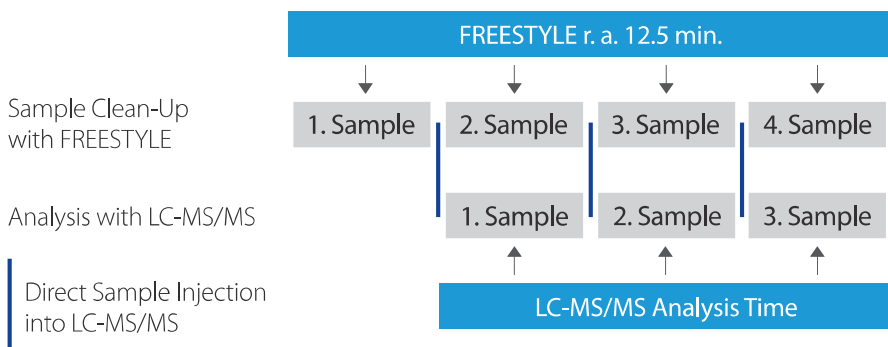 FREESTYLE r. a. 12.5 min.
Sample Clean-Up
with FREESTYLE
1. Sample
2. Sample
3. Sample
4. Sample
Analysis with LC-MS/MS
1. Sample
2. Sample
3. Sample
Direct Sample Injection
into LC-MS/MS
LC-MS/MS Analysis Time